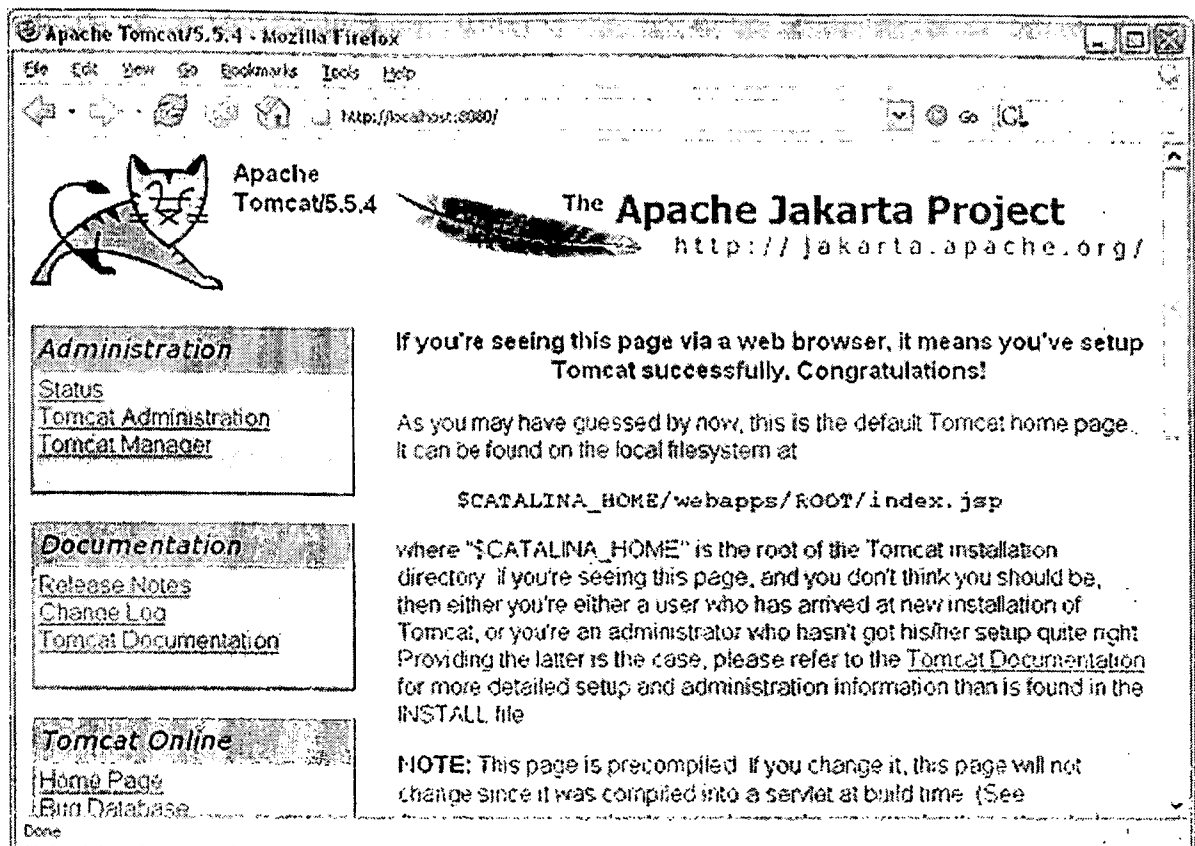 Apache Tomcat/5.5.4 - Mozilla Firefox
File Edit View Go Bookmarks Tools Help
http://localhost:8080/ Go
Apache
Tomcat/5.5.4
The Apache Jakarta Project
http://jakarta.apache.org/
Administration
Status
Tomcat Administration
Tomcat Manager
Documentation
Release Notes
Change Log
Tomcat Documentation
Tomcat Online
Home Page
Bug Database
If you're seeing this page via a web browser, it means you've setup
Tomcat successfully. Congratulations!
As you may have guessed by now, this is the default Tomcat home page.
It can be found on the local filesystem at
$CATALINA_HOME/webapps/ROOT/index.jsp
where "$CATALINA_HOME" is the root of the Tomcat installation
directory. If you're seeing this page, and you don't think you should be,
then either you're either a user who has arrived at new installation of
Tomcat, or you're an administrator who hasn't got his/her setup quite right.
Providing the latter is the case, please refer to the Tomcat Documentation
for more detailed setup and administration information than is found in the
INSTALL file
NOTE: This page is precompiled. If you change it, this page will not
change since it was compiled into a servlet at build time. (See
Done